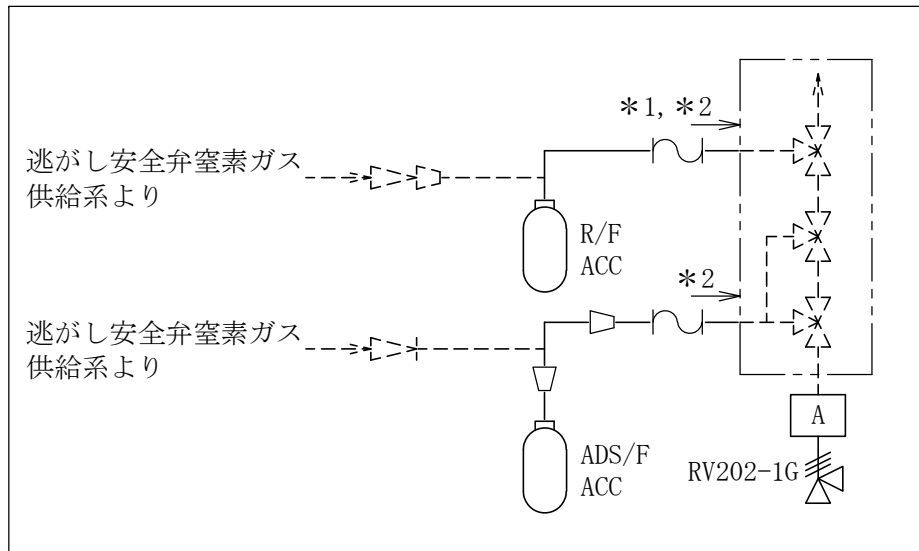 *1, *2
逃がし安全弁窒素ガス
供給系より
R/F
ACC
*2
逃がし安全弁窒素ガス
供給系より
A
ADS/F
ACC
RV202-1G